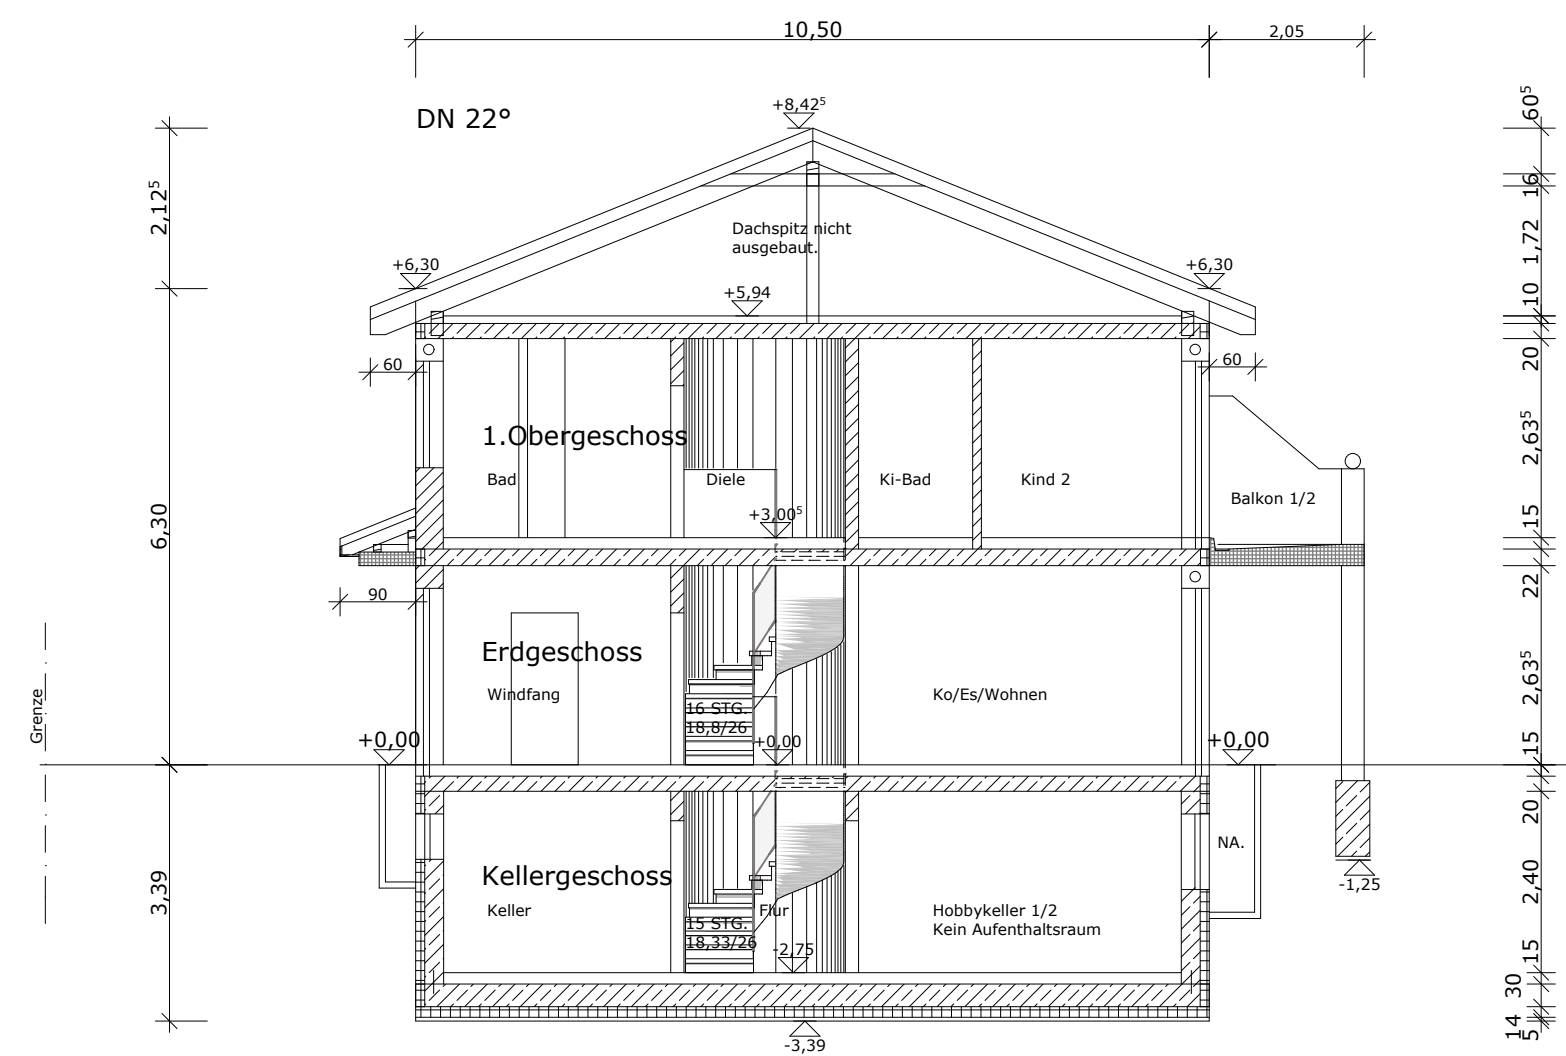 10,50
2,05
DN 22°
+8,42⁵
60⁵
16
2,12⁵
Dachspitz nicht
ausgebaut.
1,72
+6,30
+6,30
+5,94
10
60
60
20
1.Obergeschoss
2,63⁵
Bad
Diele
Ki-Bad
Kind 2
Balkon 1/2
+3,00⁵
6,30
15
90
22
Erdgeschoss
Windfang
Ko/Es/Wohnen
2,63⁵
16 STG.
18,8/26
Grenze
+0,00
+0,00
+0,00
15
20
NA.
Kellergeschoss
2,40
-1,25
3,39
Keller
Flur
Hobbykeller 1/2
Kein Aufenthaltsraum
15 STG.
18,33/26
-2,75
15
30
14
5
-3,39